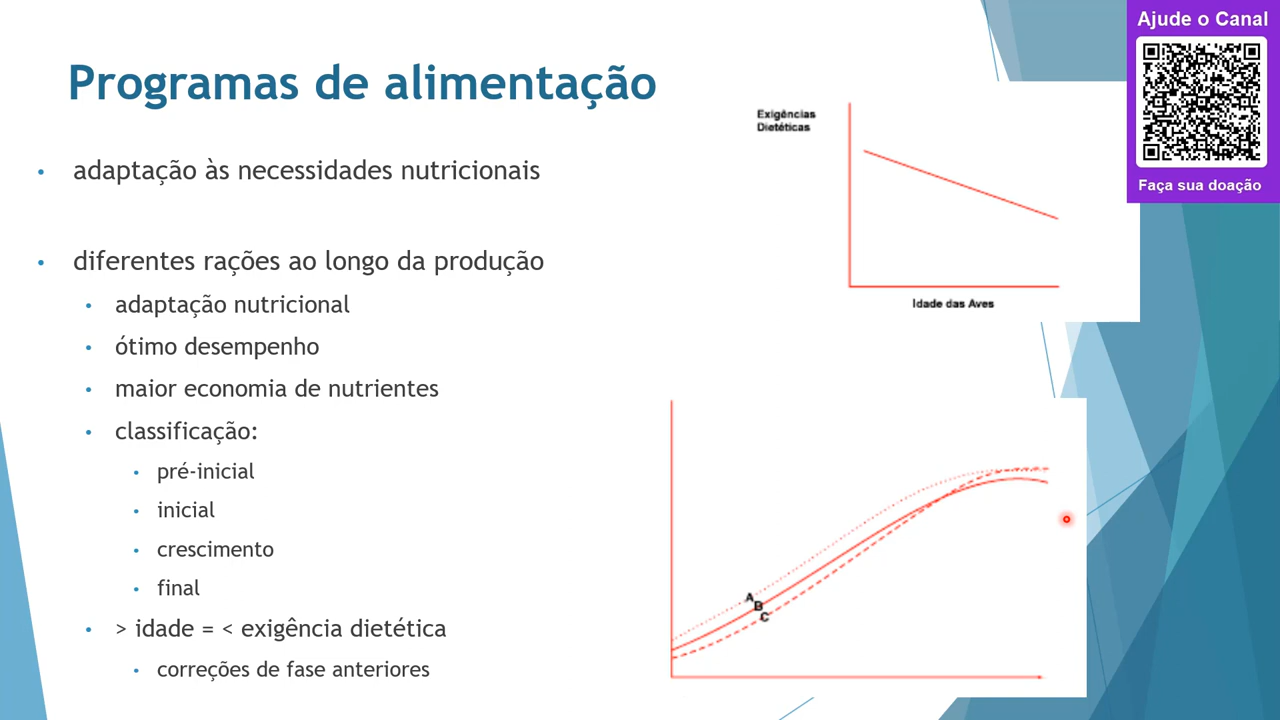 Programas de alimentação
• adaptação às necessidades nutricionais
• diferentes rações ao longo da produção
• adaptação nutricional
• ótimo desempenho
• maior economia de nutrientes
• classificação:
• pré-inicial
• inicial
• crescimento
• final
• > idade = < exigência dietética
• correções de fase anteriores
Exigências
Dietéticas
Idade das Aves
A
B
C
Ajude o Canal
Faça sua doação